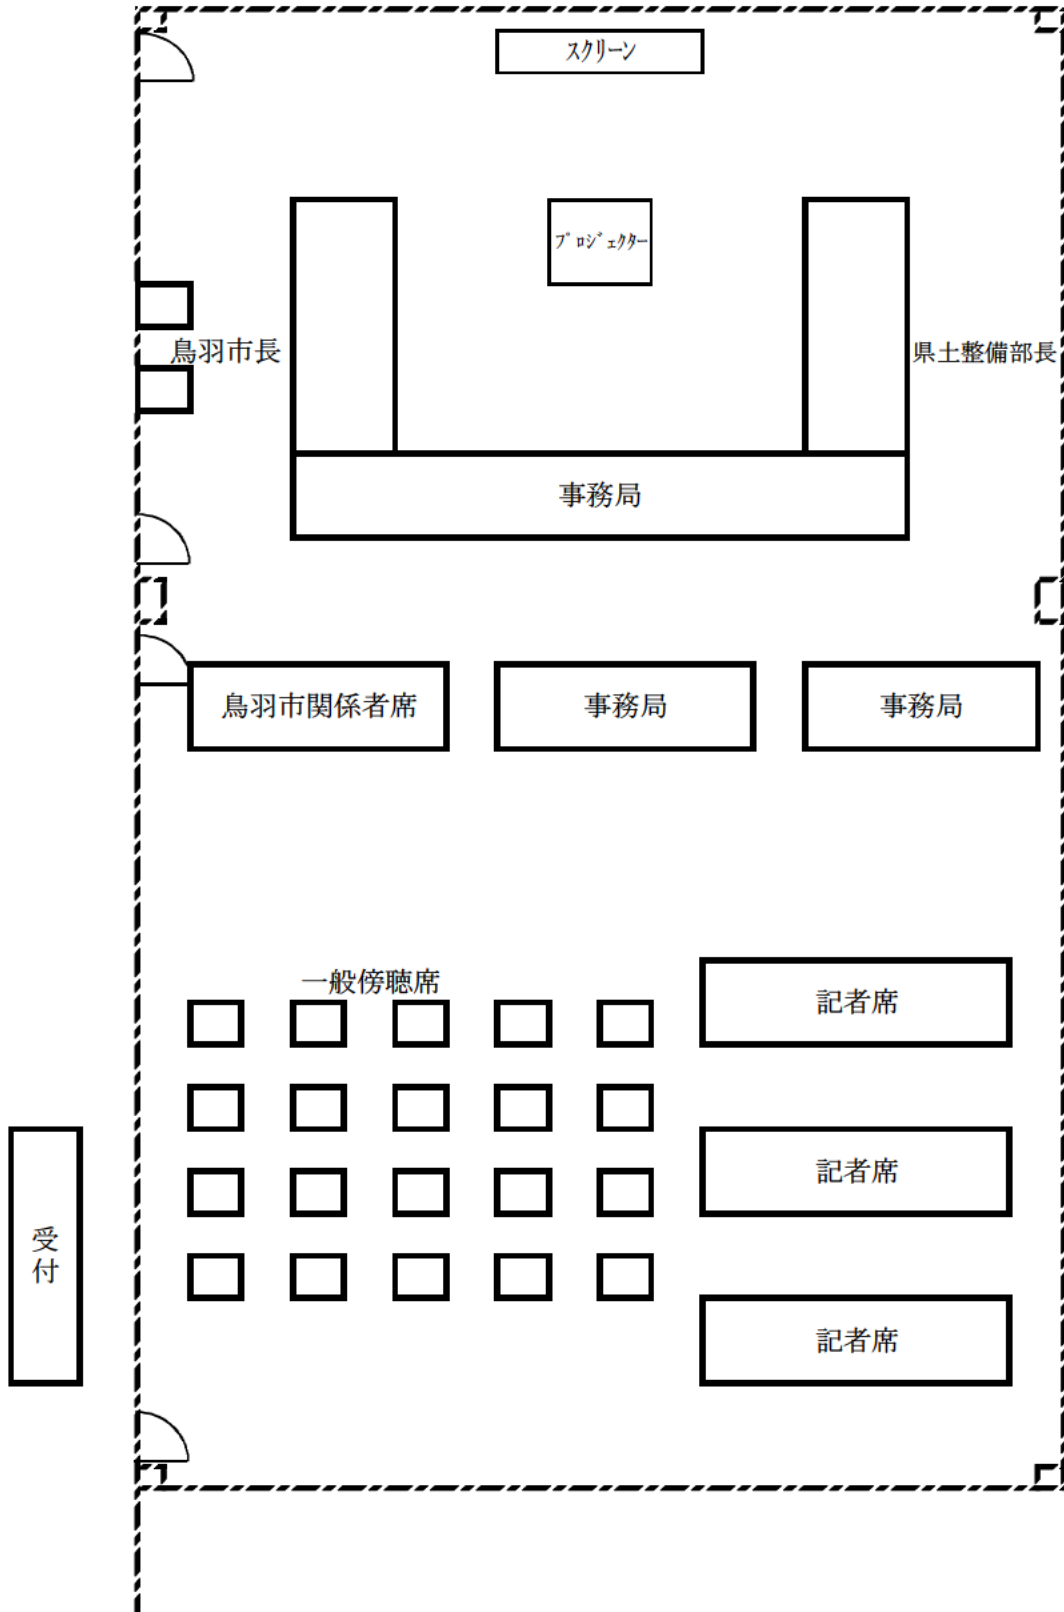 スクリーン
プロジェクター
鳥羽市長
県土整備部長
事務局
鳥羽市関係者席
事務局
事務局
一般傍聴席
記者席
記者席
受付
記者席